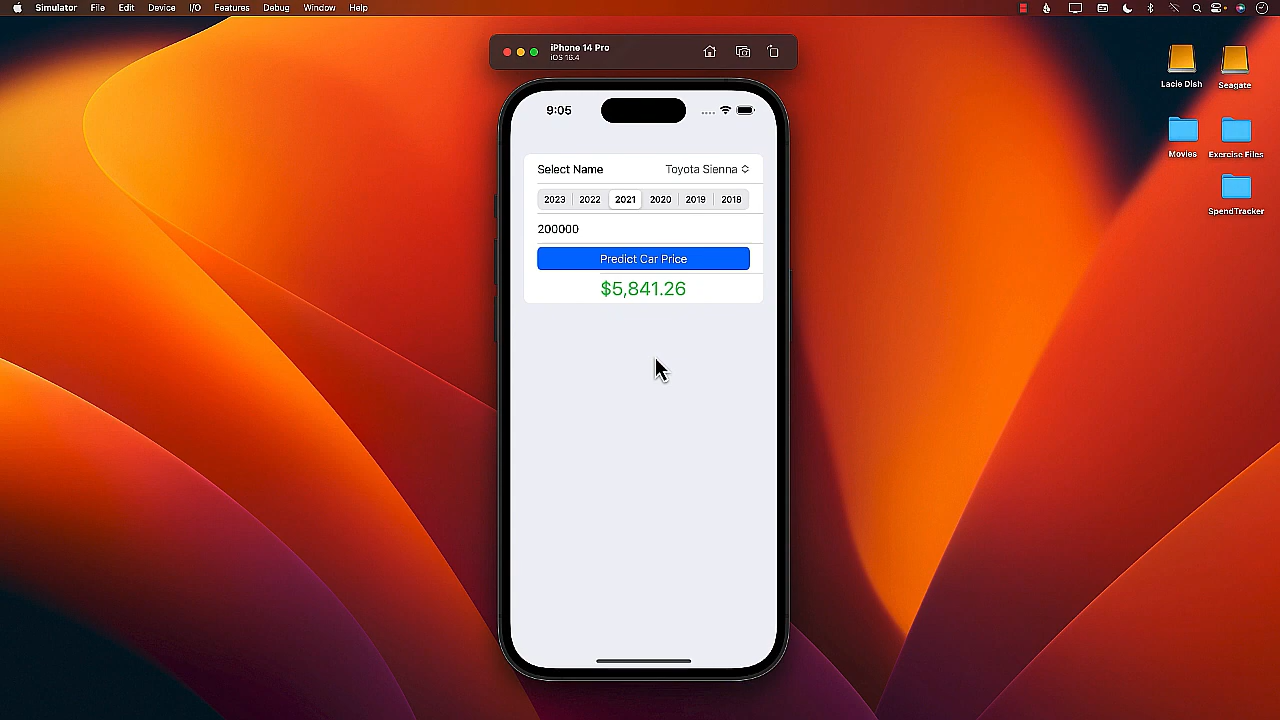 Simulator File Edit Device I/O Features Debug Window Help
iPhone 14 Pro
iOS 16.4
9:05
Select Name Toyota Sienna
2023 2022 2021 2020 2019 2018
200000
Predict Car Price
$5,841.26
Lacie Dish Seagate
Movies Exercise Files
SpendTracker